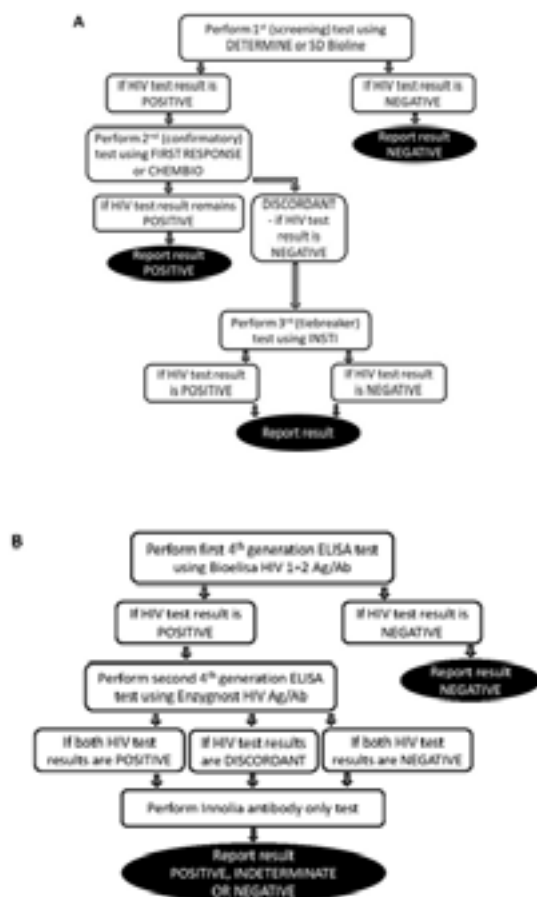 A
Perform 1st (screening) test using
DETERMINE or SD Bioline
If HIV test result is
POSITIVE
If HIV test result is
NEGATIVE
Report result
NEGATIVE
Perform 2nd (confirmatory)
test using FIRST RESPONSE
or CHEMBIO
If HIV test result remains
POSITIVE
Report result
POSITIVE
DISCORDANT
- if HIV test
result is
NEGATIVE
Perform 3rd (tiebreaker)
test using INSTI
If HIV test result
is POSITIVE
If HIV test result
is NEGATIVE
Report result
B
Perform first 4th generation ELISA test
using Bioelisa HIV 1+2 Ag/Ab
If HIV test result is
POSITIVE
If HIV test result is
NEGATIVE
Report result
NEGATIVE
Perform second 4th generation ELISA
test using Enzygnost HIV Ag/Ab
If both HIV test
results are POSITIVE
If HIV test results
are DISCORDANT
If both HIV test
results are NEGATIVE
Perform Innolia antibody only test
Report result
POSITIVE, INDETERMINATE
OR NEGATIVE